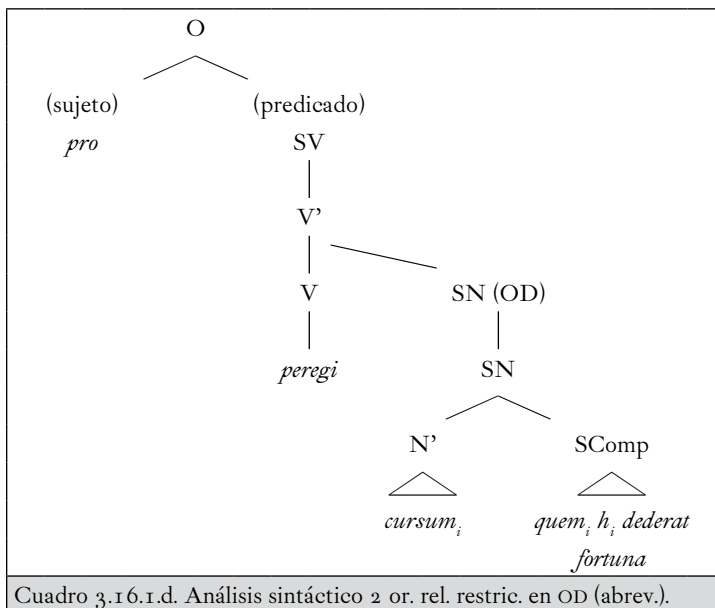 O
(sujeto) (predicado)
pro SV
V’
V SN (OD)
peregi SN
N’ SComp
cursumᵢ quemᵢ hᵢ dederat
fortuna
Cuadro 3.16.1.d. Análisis sintáctico 2 or. rel. restric. en OD (abrev.).